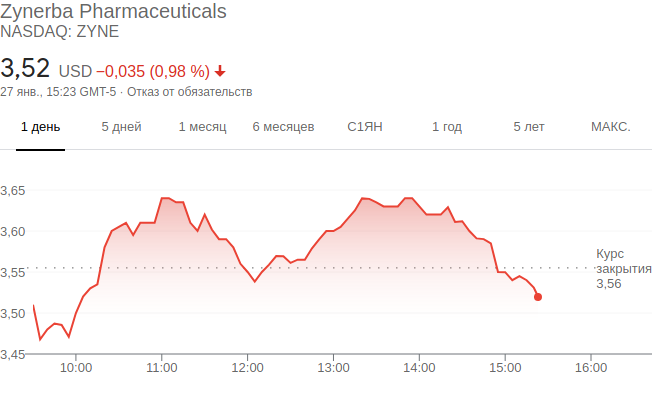 Zynerba Pharmaceuticals
NASDAQ: ZYNE
3,52 USD −0,035 (0,98 %)
27 янв., 15:23 GMT-5 · Отказ от обязательств
1 день 5 дней 1 месяц 6 месяцев С1ЯН 1 год 5 лет МАКС.
3,65
3,60
Курс
закрытия
3,56
3,55
3,50
3,45
10:00 11:00 12:00 13:00 14:00 15:00 16:00